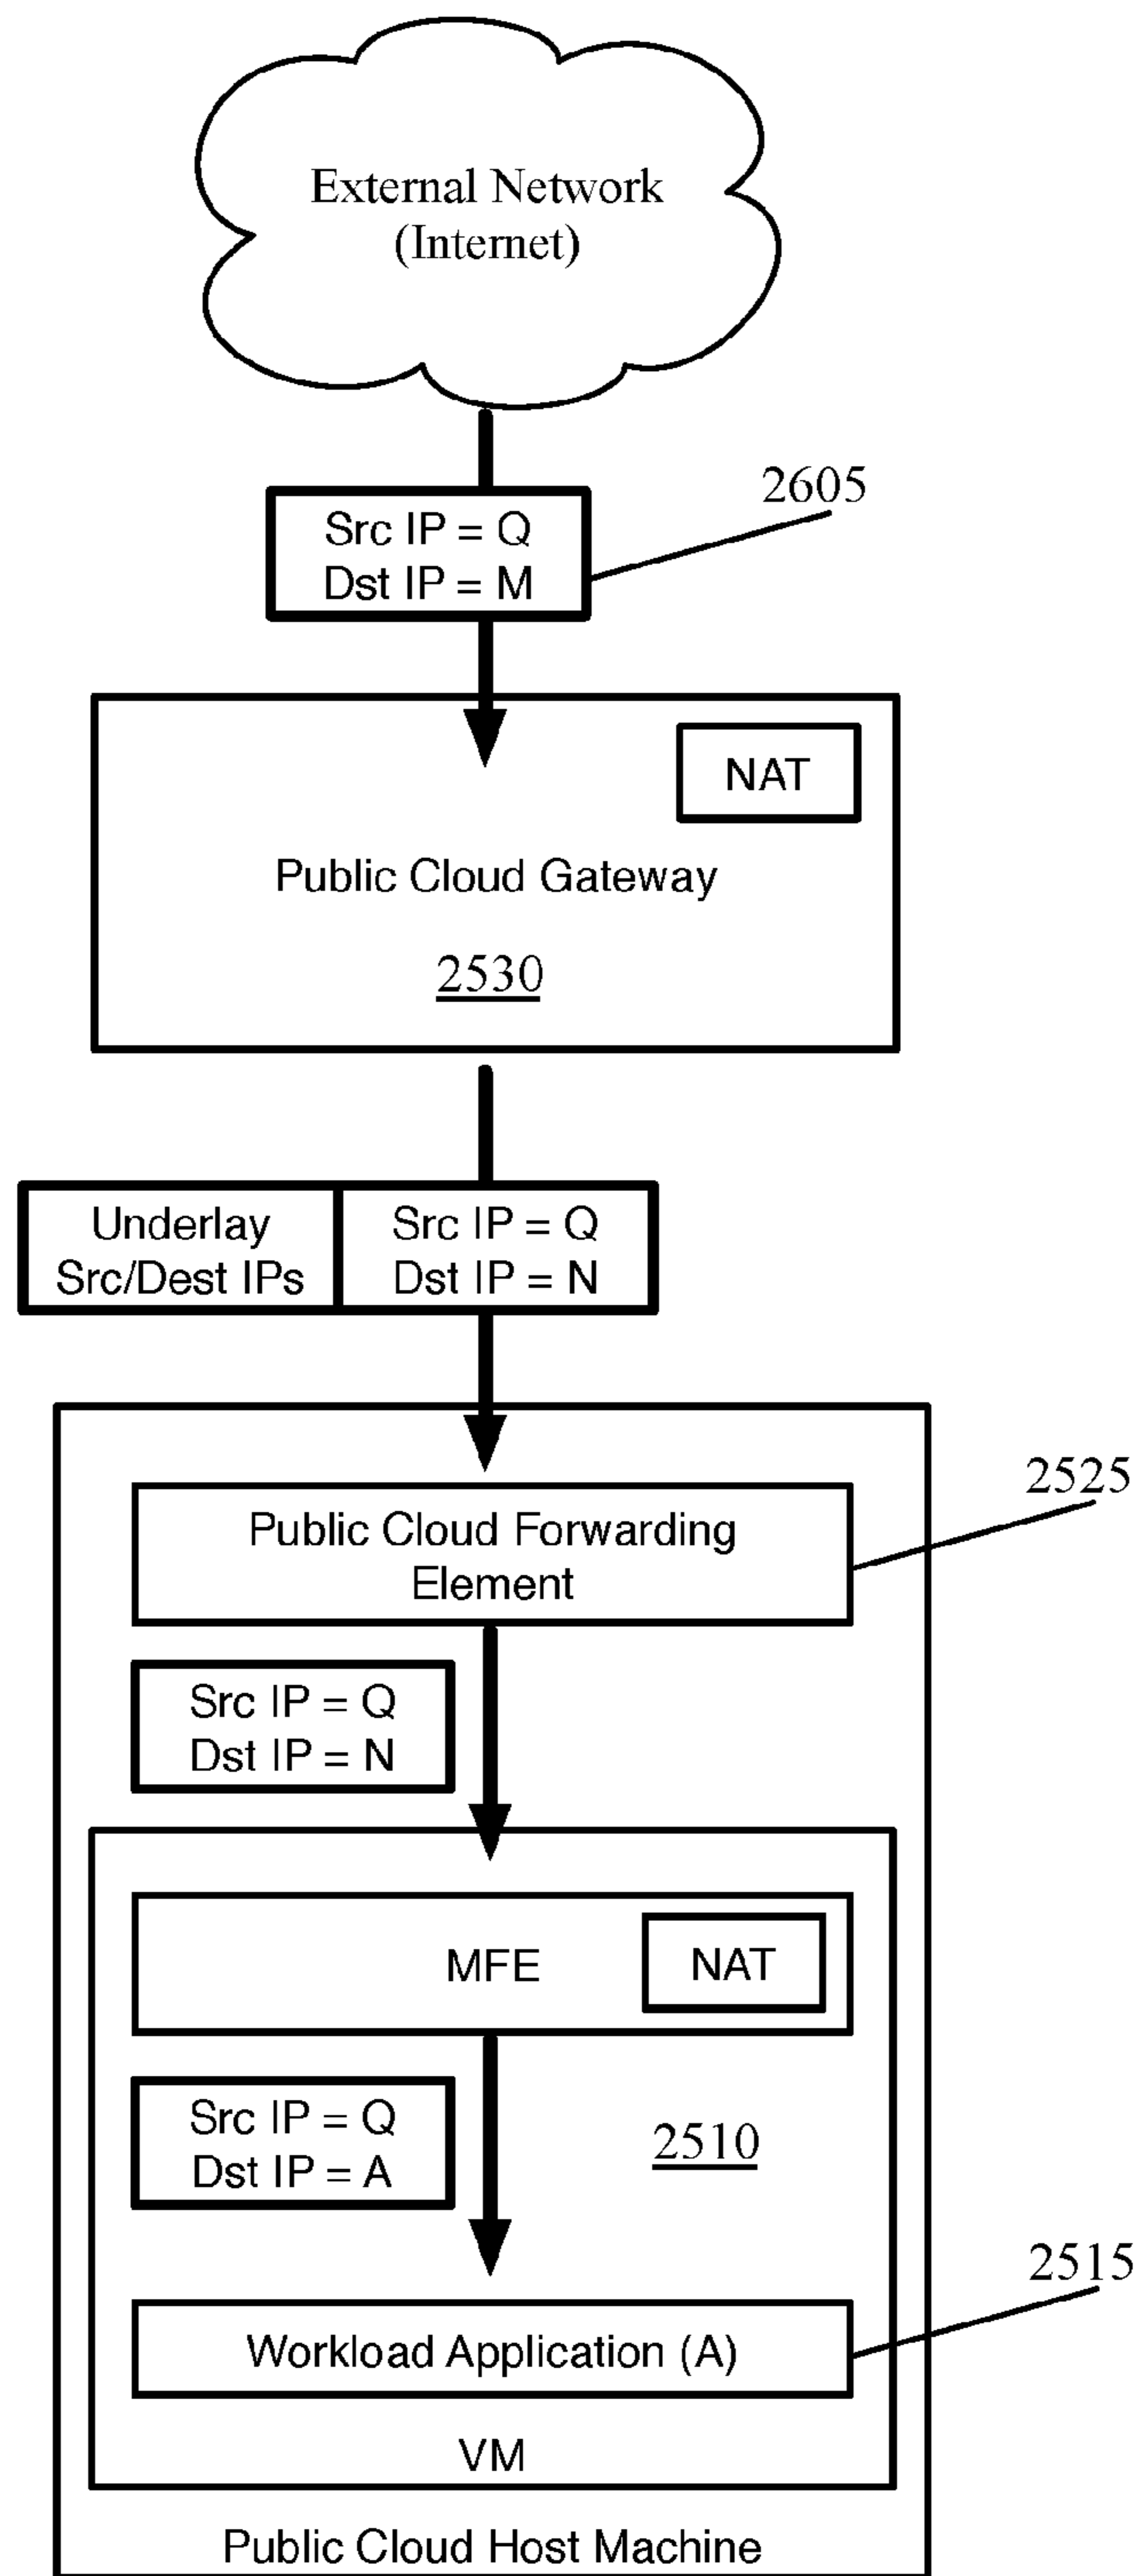 External Network
(Internet)
2605
Src IP = Q
Dst IP = M
NAT
Public Cloud Gateway
2530
Underlay
Src/Dest IPs
Src IP = Q
Dst IP = N
2525
Public Cloud Forwarding
Element
Src IP = Q
Dst IP = N
MFE
NAT
Src IP = Q
Dst IP = A
2510
2515
Workload Application (A)
VM
Public Cloud Host Machine